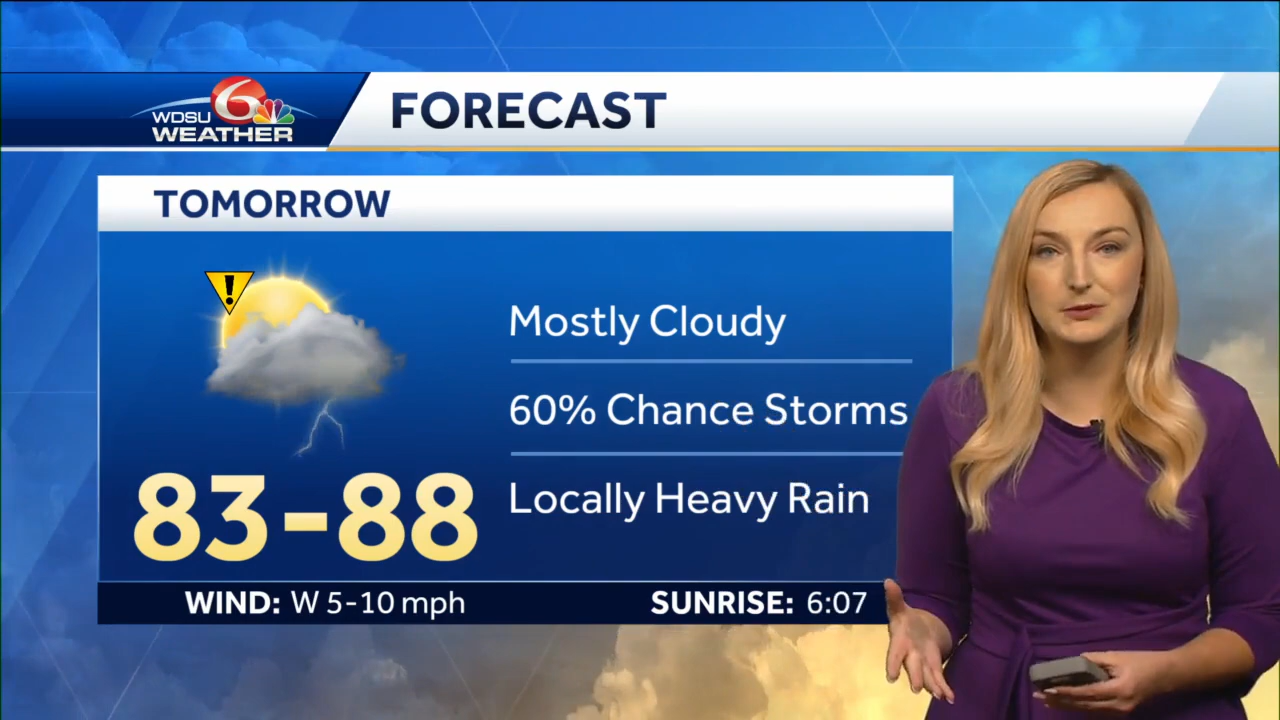 WDSU 6
WEATHER
FORECAST
TOMORROW
!
Mostly Cloudy
60% Chance Storms
Locally Heavy Rain
83-88
WIND: W 5-10 mph
SUNRISE: 6:07